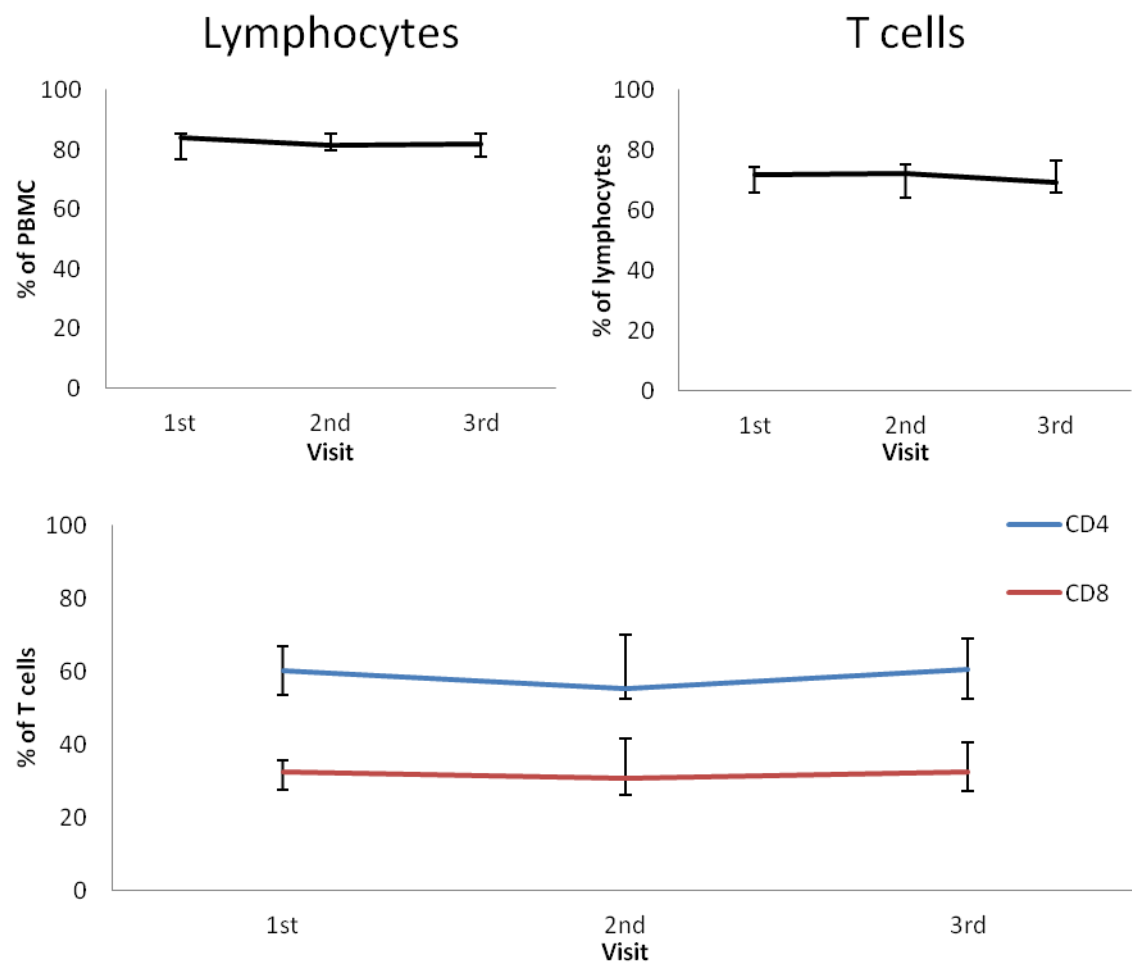 Lymphocytes
% of PBMC
100
80
60
40
20
0
1st 2nd 3rd
Visit
T cells
% of lymphocytes
100
80
60
40
20
0
1st 2nd 3rd
Visit
% of T cells
100
80
60
40
20
0
1st 2nd 3rd
Visit
CD4
CD8